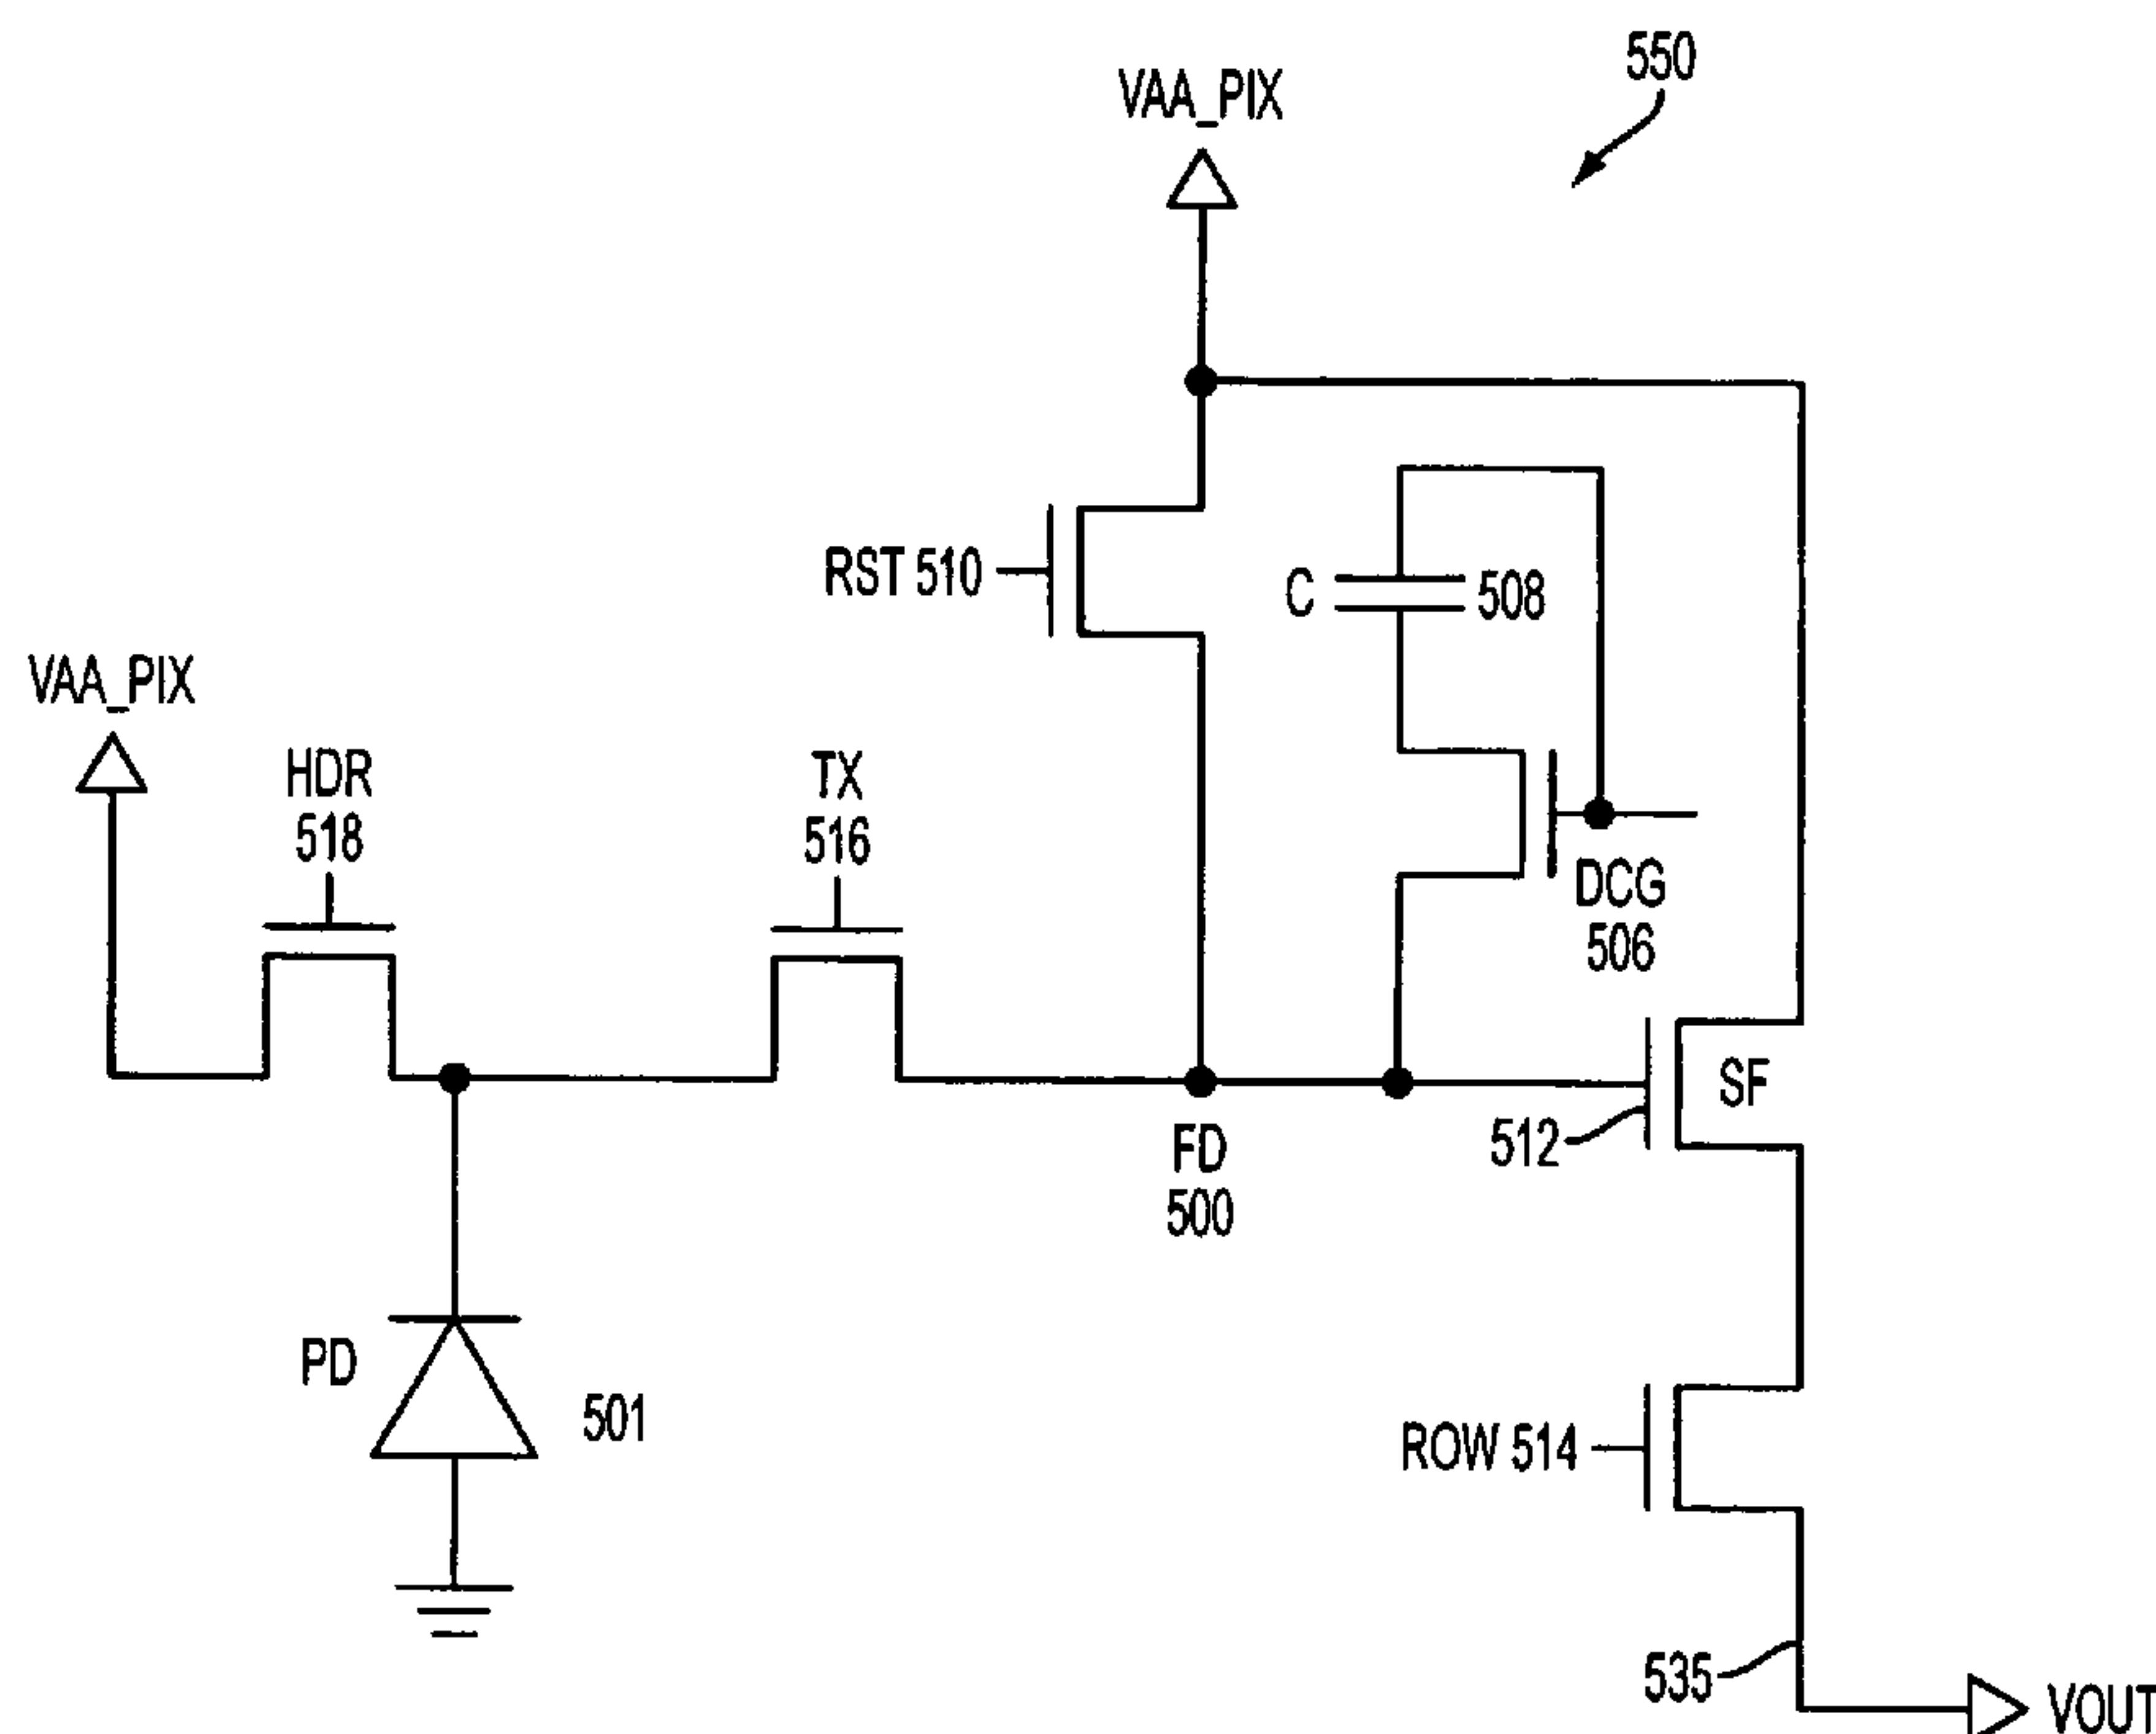 550
VAA_PIX
RST 510
C
508
VAA_PIX
HDR
518
TX
516
DCG
506
SF
512
FD
500
PD
501
ROW 514
535
VOUT